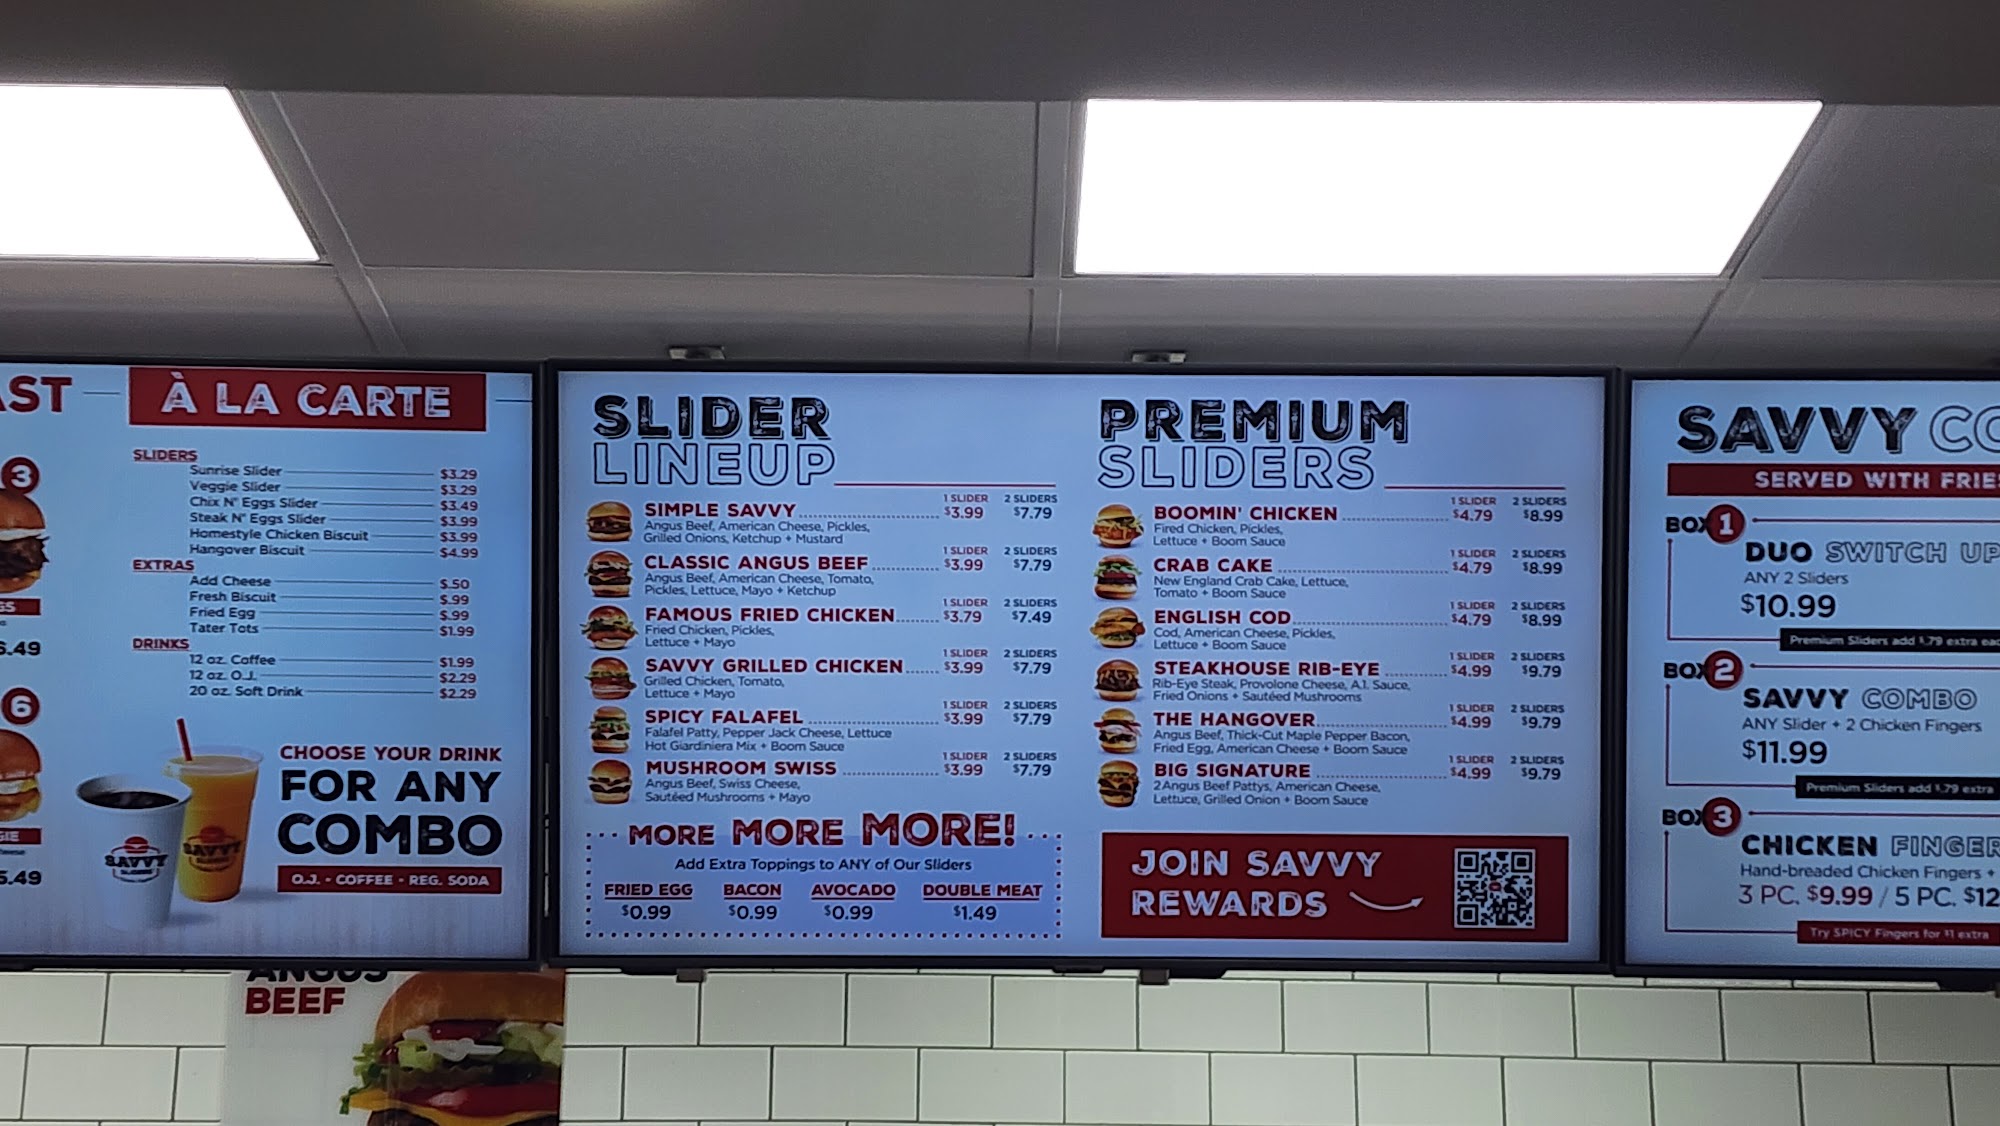 AST
À LA CARTE
3
6.49
6
5.49
SLIDERS
Sunrise Slider $3.29
Veggie Slider $3.29
Chix N' Eggs Slider $3.49
Steak N' Eggs Slider $3.99
Homestyle Chicken Biscuit $3.99
Hangover Biscuit $4.99
EXTRAS
Add Cheese $.50
Fresh Biscuit $.99
Fried Egg $.99
Tater Tots $1.99
DRINKS
12 oz. Coffee $1.99
12 oz. O.J. $2.29
20 oz. Soft Drink $2.29
CHOOSE YOUR DRINK
FOR ANY
COMBO
O.J. - COFFEE - REG. SODA
SAVVY
SAVVY
SLIDER
LINEUP
1 SLIDER 2 SLIDERS
SIMPLE SAVVY $3.99 $7.79
Angus Beef, American Cheese, Pickles,
Grilled Onions, Ketchup + Mustard
1 SLIDER 2 SLIDERS
CLASSIC ANGUS BEEF $3.99 $7.79
Angus Beef, American Cheese, Tomato,
Pickles, Lettuce, Mayo + Ketchup
1 SLIDER 2 SLIDERS
FAMOUS FRIED CHICKEN $3.79 $7.49
Fried Chicken, Pickles,
Lettuce + Mayo
1 SLIDER 2 SLIDERS
SAVVY GRILLED CHICKEN $3.99 $7.79
Grilled Chicken, Tomato,
Lettuce + Mayo
1 SLIDER 2 SLIDERS
SPICY FALAFEL $3.99 $7.79
Falafel Patty, Pepper Jack Cheese, Lettuce
Hot Giardiniera Mix + Boom Sauce
1 SLIDER 2 SLIDERS
MUSHROOM SWISS $3.99 $7.79
Angus Beef, Swiss Cheese,
Sautéed Mushrooms + Mayo
MORE MORE MORE!
Add Extra Toppings to ANY of Our Sliders
FRIED EGG BACON AVOCADO DOUBLE MEAT
$0.99 $0.99 $0.99 $1.49
PREMIUM
SLIDERS
1 SLIDER 2 SLIDERS
BOOMIN' CHICKEN $4.79 $8.99
Fired Chicken, Pickles,
Lettuce + Boom Sauce
1 SLIDER 2 SLIDERS
CRAB CAKE $4.79 $8.99
New England Crab Cake, Lettuce,
Tomato + Boom Sauce
1 SLIDER 2 SLIDERS
ENGLISH COD $4.79 $8.99
Cod, American Cheese, Pickles,
Lettuce + Boom Sauce
1 SLIDER 2 SLIDERS
STEAKHOUSE RIB-EYE $4.99 $9.79
Rib-Eye Steak, Provolone Cheese, A.1. Sauce,
Fried Onions + Sautéed Mushrooms
1 SLIDER 2 SLIDERS
THE HANGOVER $4.99 $9.79
Angus Beef, Thick-Cut Maple Pepper Bacon,
Fried Egg, American Cheese + Boom Sauce
1 SLIDER 2 SLIDERS
BIG SIGNATURE $4.99 $9.79
2 Angus Beef Pattys, American Cheese,
Lettuce, Grilled Onion + Boom Sauce
JOIN SAVVY
REWARDS
SAVVY CO
SERVED WITH FRIES
BOX 1
DUO SWITCH UP
ANY 2 Sliders
$10.99
Premium Sliders add $.79 extra eac
BOX 2
SAVVY COMBO
ANY Slider + 2 Chicken Fingers
$11.99
Premium Sliders add $.79 extra
BOX 3
CHICKEN FINGER
Hand-breaded Chicken Fingers +
3 PC. $9.99 / 5 PC. $12
Try SPICY Fingers for $1 extra
ANGUS
BEEF